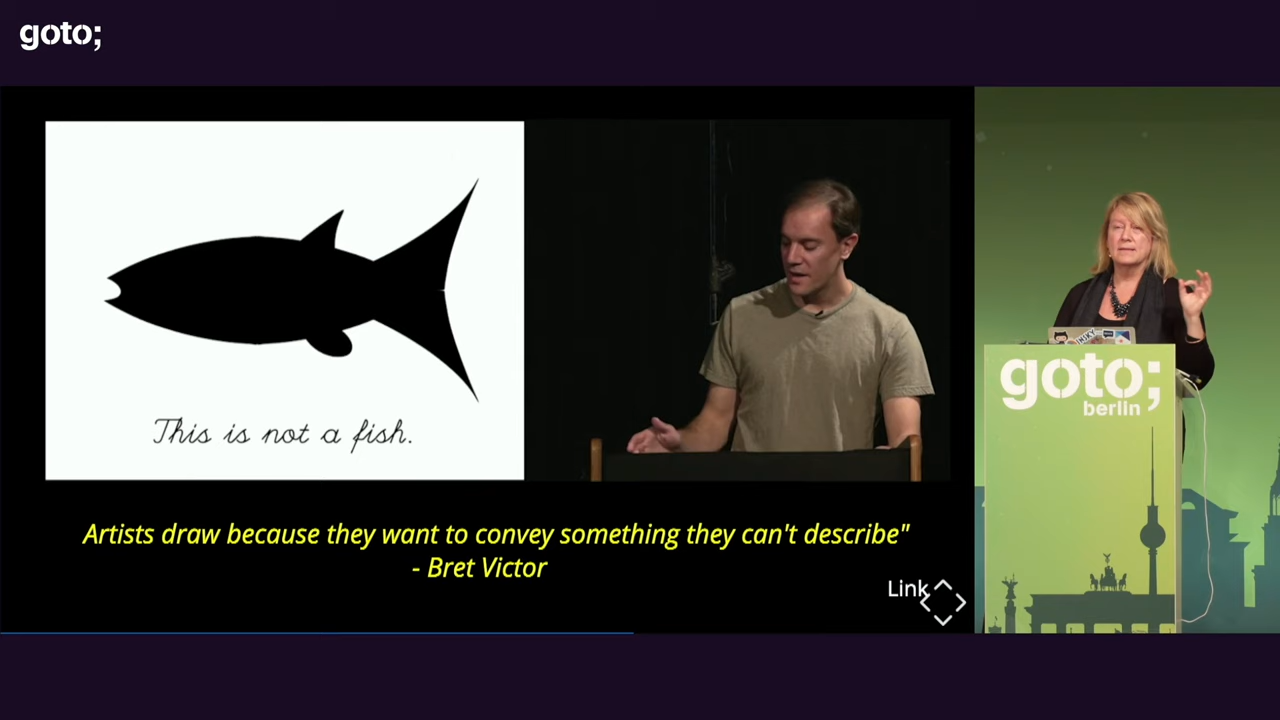 goto;
This is not a fish.
Artists draw because they want to convey something they can't describe"
- Bret Victor
Link
goto;
berlin